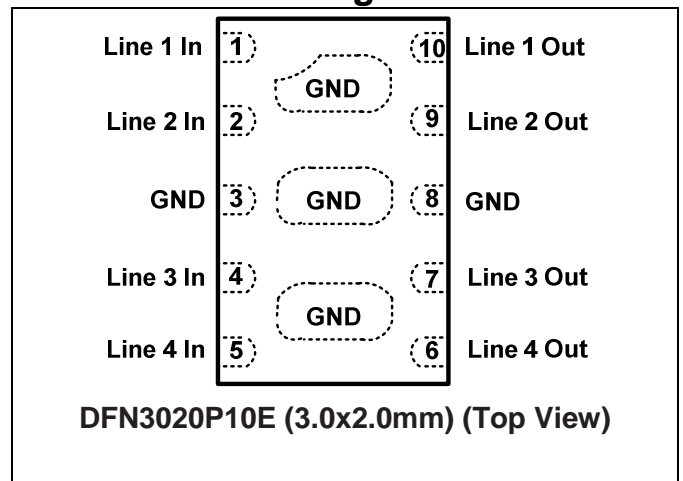 Line 1 In 1 10 Line 1 Out
GND
Line 2 In 2 9 Line 2 Out
GND 3 GND 8 GND
Line 3 In 4 7 Line 3 Out
GND
Line 4 In 5 6 Line 4 Out
DFN3020P10E (3.0x2.0mm) (Top View)